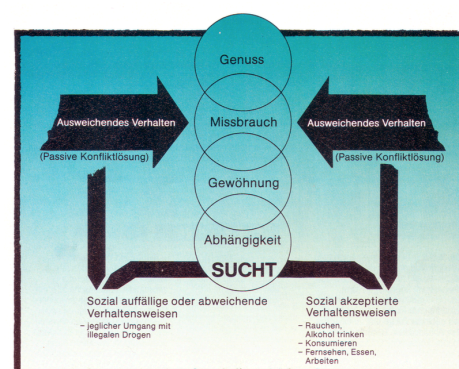 Genuss
Ausweichendes Verhalten
Missbrauch
Ausweichendes Verhalten
(Passive Konfliktlösung)
(Passive Konfliktlösung)
Gewöhnung
Abhängigkeit
SUCHT
Sozial auffällige oder abweichende
Verhaltensweisen
– jeglicher Umgang mit
illegalen Drogen
Sozial akzeptierte
Verhaltensweisen
– Rauchen,
Alkohol trinken
– Konsumieren
– Fernsehen, Essen,
Arbeiten